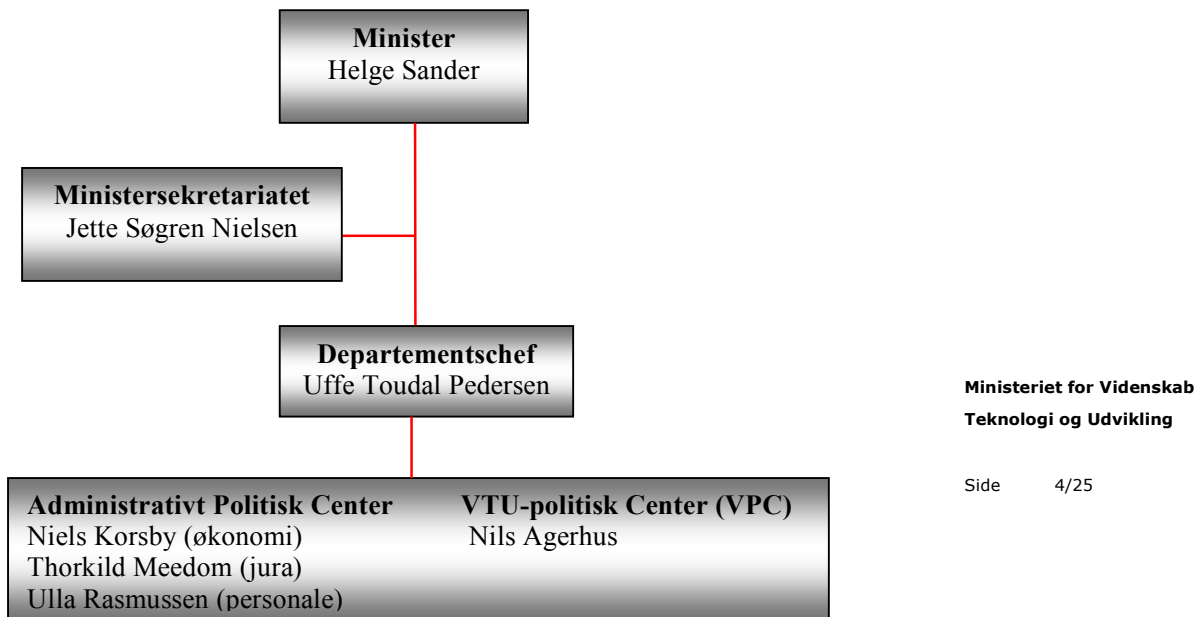 Minister
Helge Sander
Ministersekretariatet
Jette Søgren Nielsen
Departementschef
Uffe Toudal Pedersen
Ministeriet for Videnskab
Teknologi og Udvikling
Side 4/25
Administrativt Politisk Center
Niels Korsby (økonomi)
Thorkild Meedom (jura)
Ulla Rasmussen (personale)
VTU-politisk Center (VPC)
Nils Agerhus